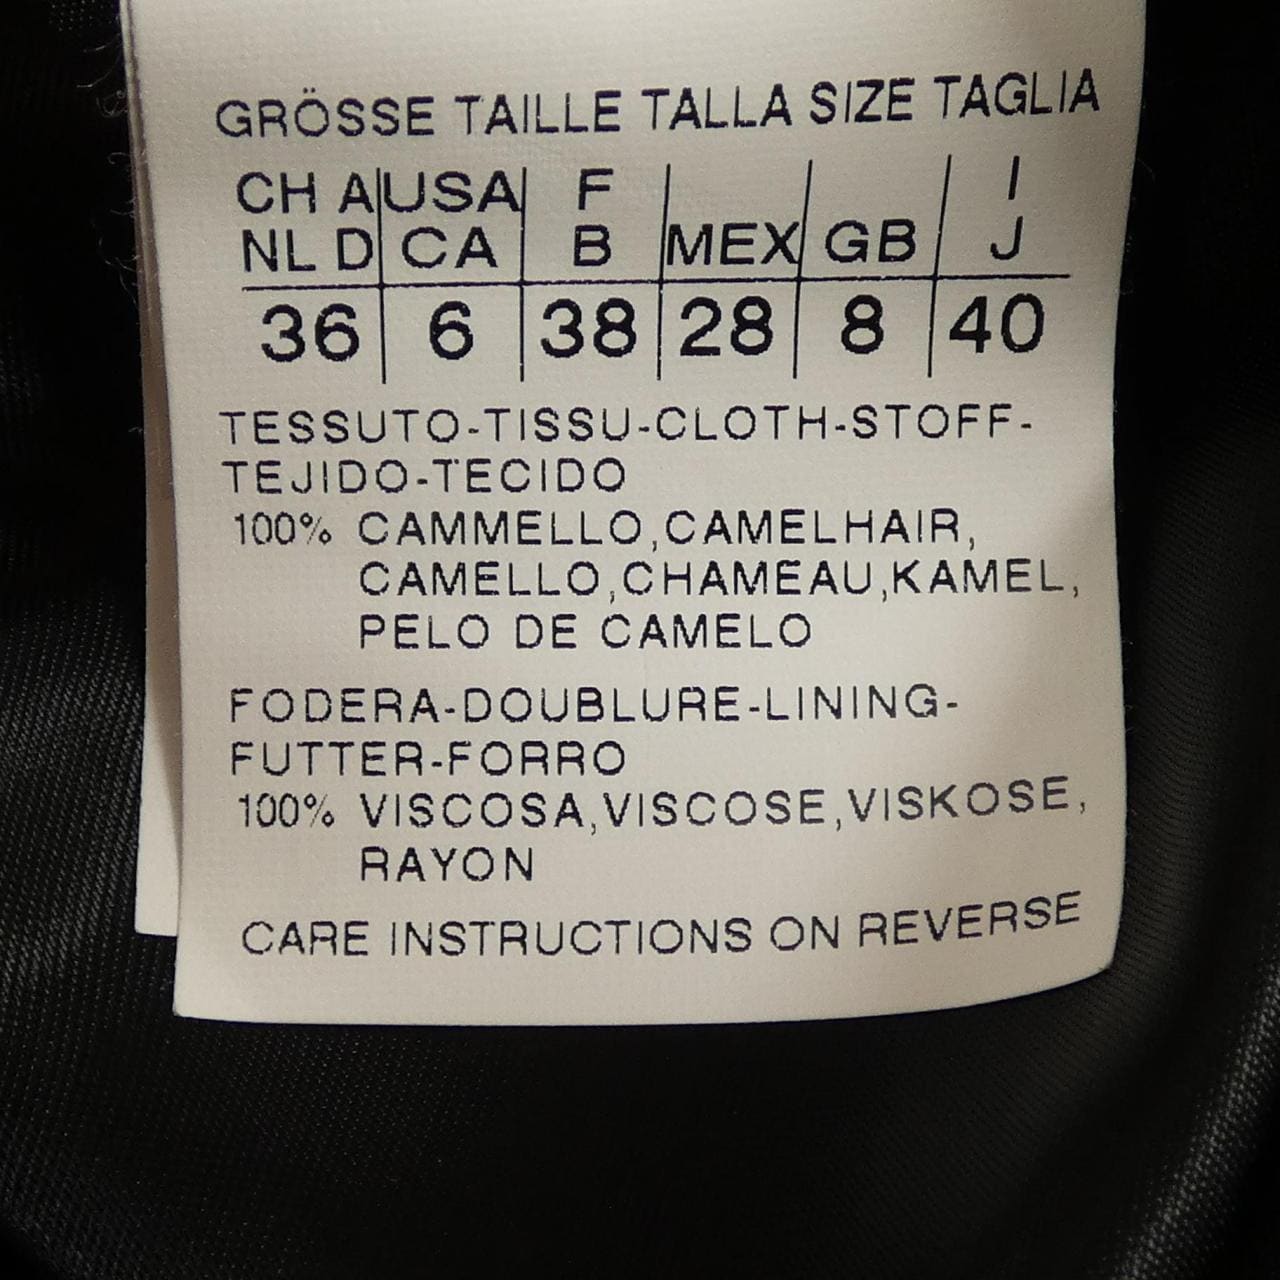 GRÖSSE TAILLE TALLA SIZE TAGLIA
CH A USA F I
NL D CA B MEX GB J
36 6 38 28 8 40
TESSUTO-TISSU-CLOTH-STOFF-
TEJIDO-TECIDO
100% CAMMELLO,CAMELHAIR,
CAMELLO,CHAMEAU,KAMEL,
PELO DE CAMELO
FODERA-DOUBLURE-LINING-
FUTTER-FORRO
100% VISCOSA,VISCOSE,VISKOSE,
RAYON
CARE INSTRUCTIONS ON REVERSE